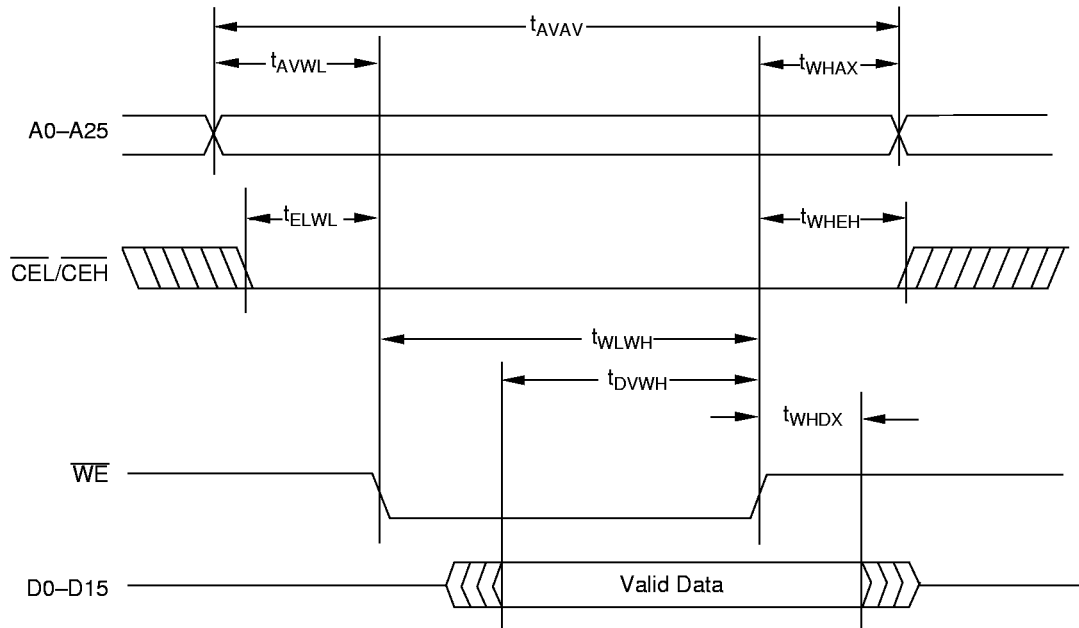 tAVAV
tAVWL
tWHAX
A0–A25
tELWL
tWHEH
CEL/CEH
tWLWH
tDVWH
tWHDX
WE
D0–D15
Valid Data